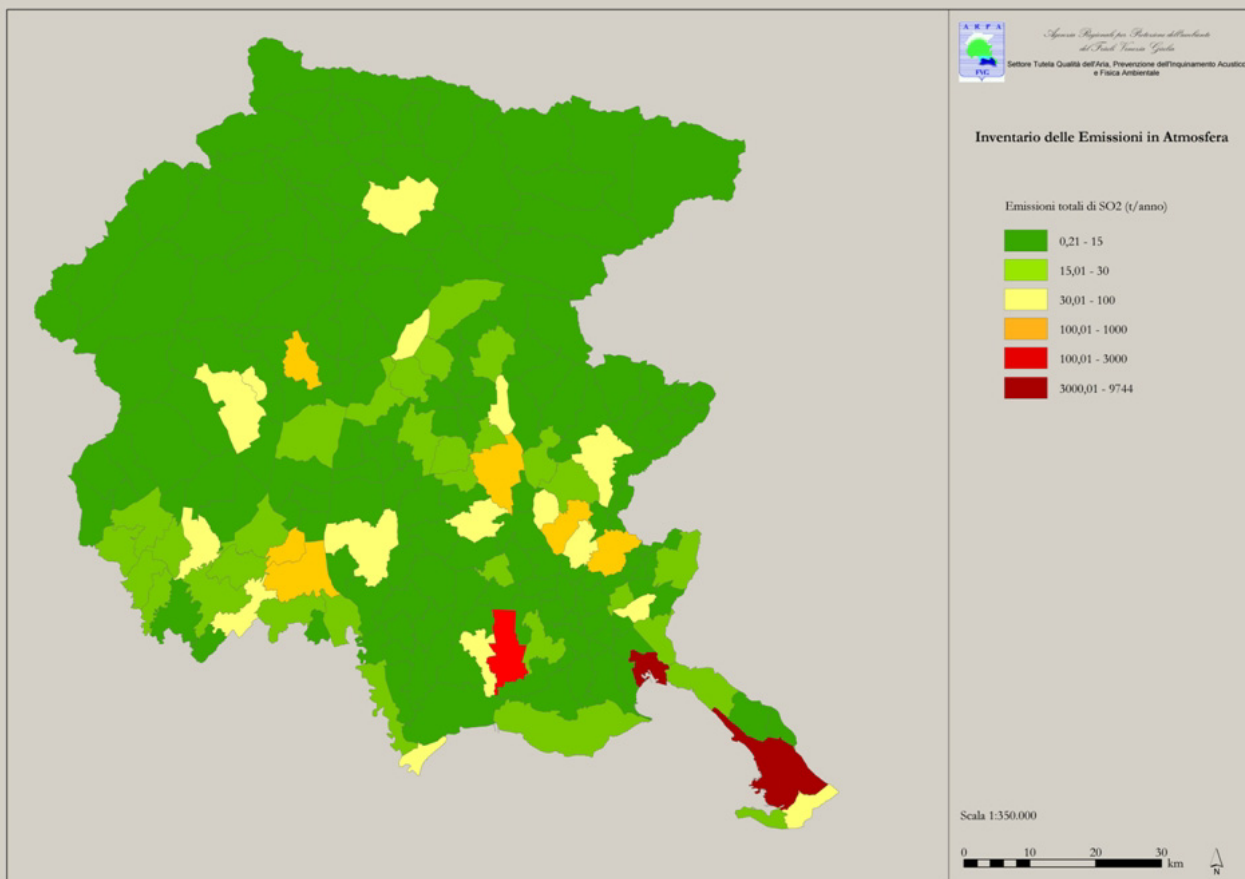 A R P A
FVG
Agenzia Regionale per la Protezione dell'ambiente
del Friuli Venezia Giulia
Settore Tutela Qualità dell'Aria, Prevenzione dell'Inquinamento Acustico
e Fisica Ambientale
Inventario delle Emissioni in Atmosfera
Emissioni totali di SO2 (t/anno)
0,21 - 15
15,01 - 30
30,01 - 100
100,01 - 1000
100,01 - 3000
3000,01 - 9744
Scala 1:350.000
0 10 20 30
km
N